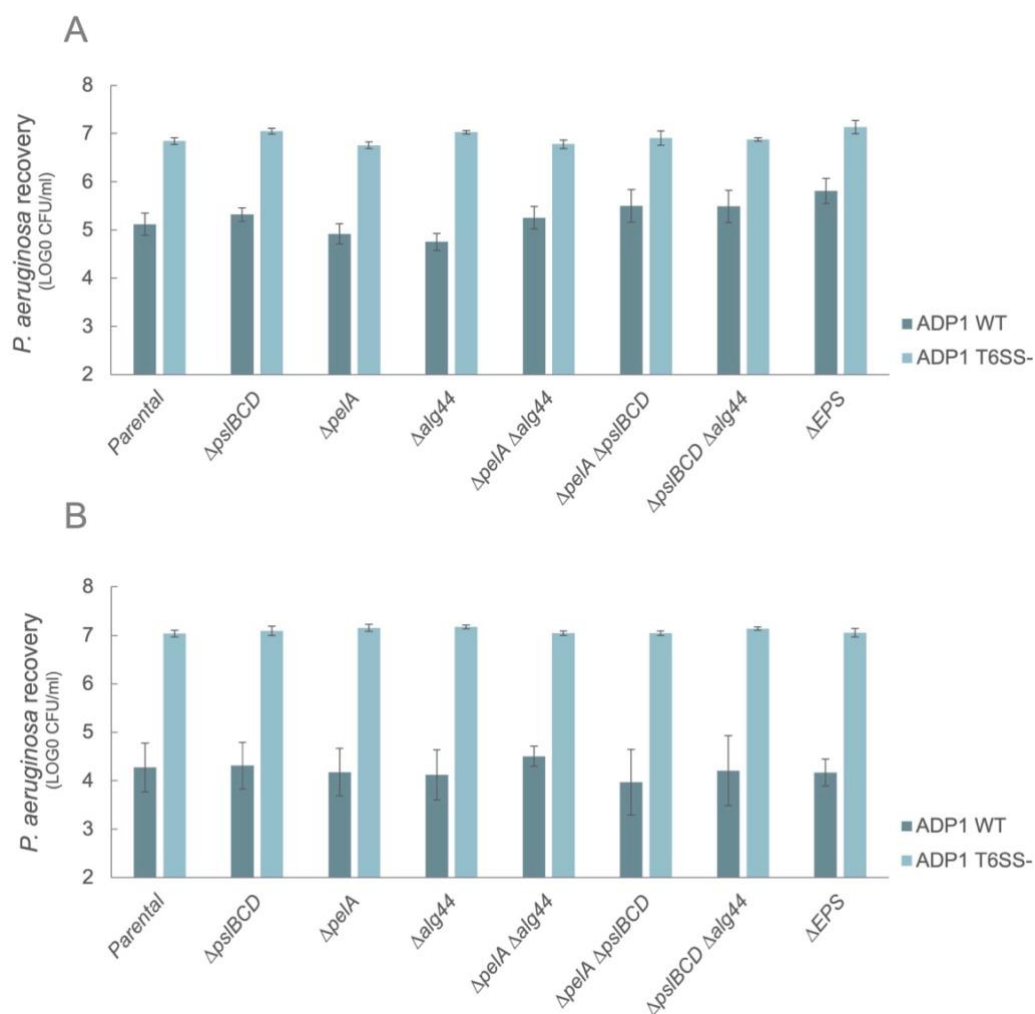 A
P. aeruginosa recovery
(LOG0 CFU/ml)
8
7
6
5
4
3
2
Parental
ΔpslBCD
ΔpelA
Δalg44
ΔpelA Δalg44
ΔpelA ΔpslBCD
ΔpslBCD Δalg44
ΔEPS
ADP1 WT
ADP1 T6SS-
B
P. aeruginosa recovery
(LOG0 CFU/ml)
8
7
6
5
4
3
2
Parental
ΔpslBCD
ΔpelA
Δalg44
ΔpelA Δalg44
ΔpelA ΔpslBCD
ΔpslBCD Δalg44
ΔEPS
ADP1 WT
ADP1 T6SS-